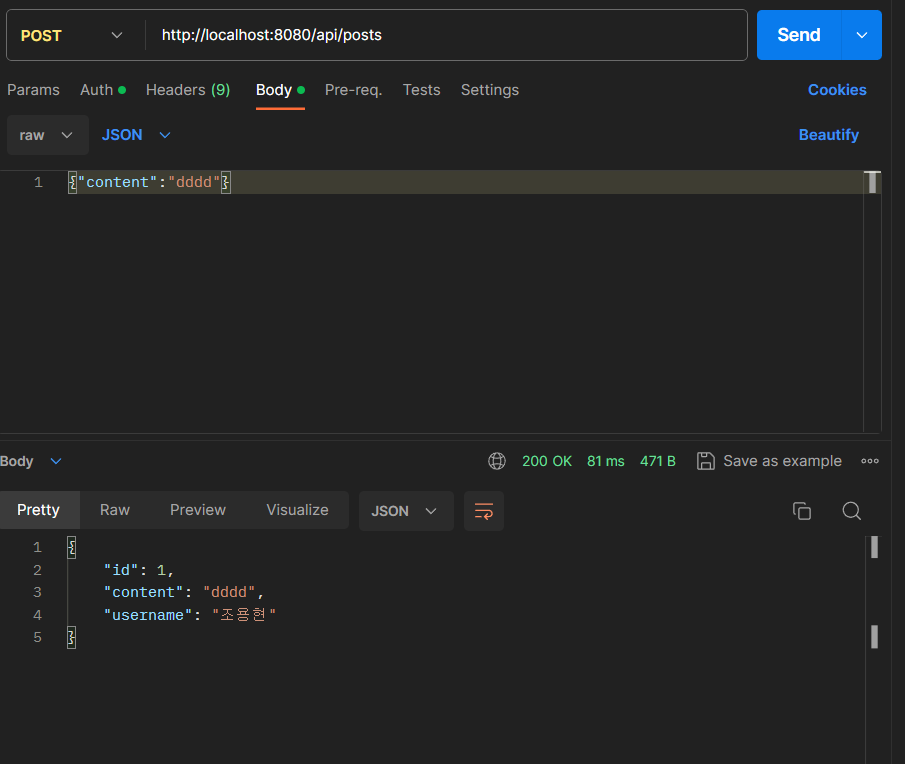 POST http://localhost:8080/api/posts Send
Params Auth Headers (9) Body Pre-req. Tests Settings Cookies
raw JSON Beautify
1 {"content":"dddd"}
Body 200 OK 81 ms 471 B Save as example
Pretty Raw Preview Visualize JSON
1 {
2 "id": 1,
3 "content": "dddd",
4 "username": "조용현"
5 }